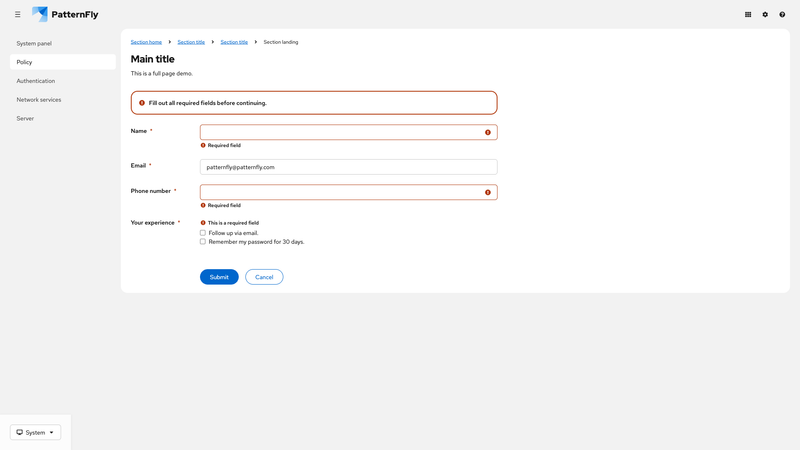 PatternFly
System panel
Policy
Authentication
Network services
Server
Section home
Section title
Section title
Section landing
Main title
This is a full page demo.
Fill out all required fields before continuing.
Name *
Required field
Email *
patternfly@patternfly.com
Phone number *
Required field
Your experience *
This is a required field
Follow up via email.
Remember my password for 30 days.
Submit
Cancel
System